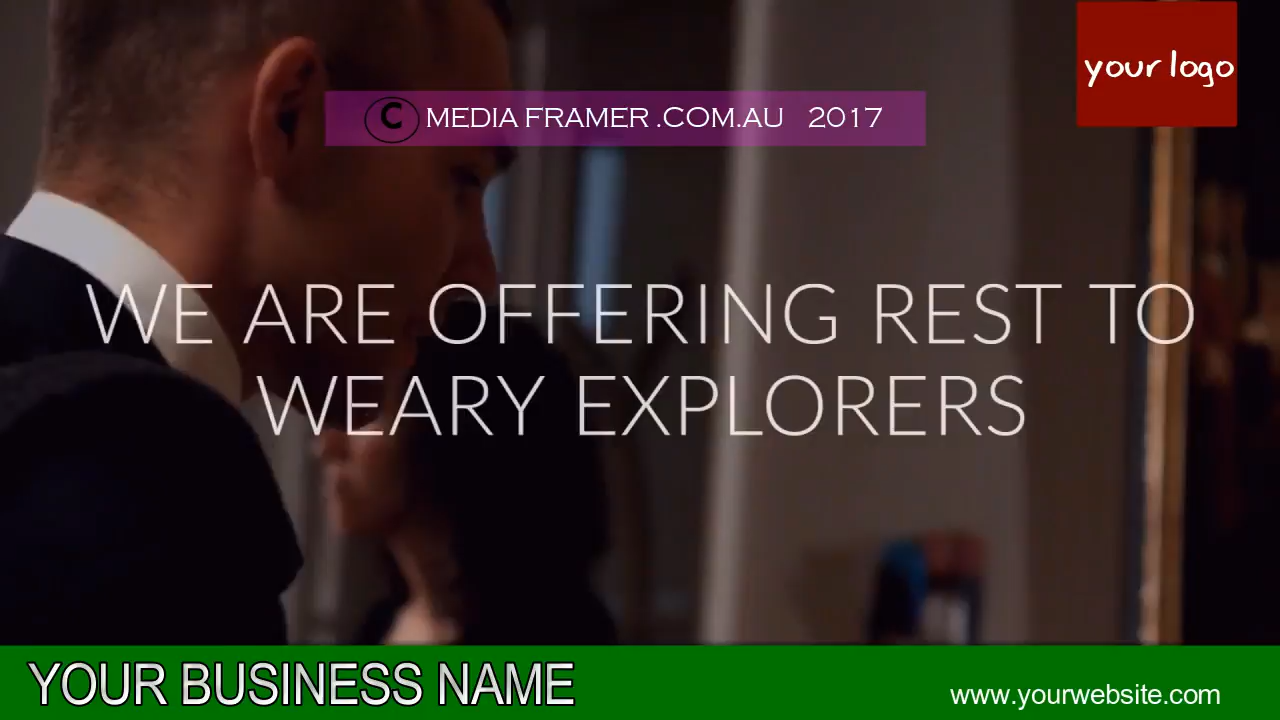 your logo
© MEDIA FRAMER .COM.AU 2017
WE ARE OFFERING REST TO
WEARY EXPLORERS
YOUR BUSINESS NAME
www.yourwebsite.com